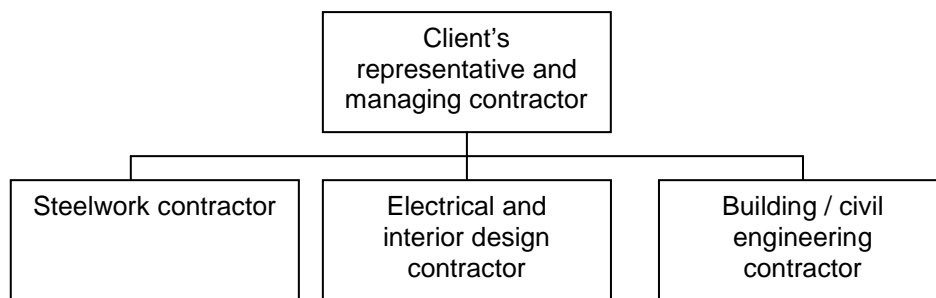 Client's
representative and
managing contractor
Steelwork contractor
Electrical and
interior design
contractor
Building / civil
engineering
contractor